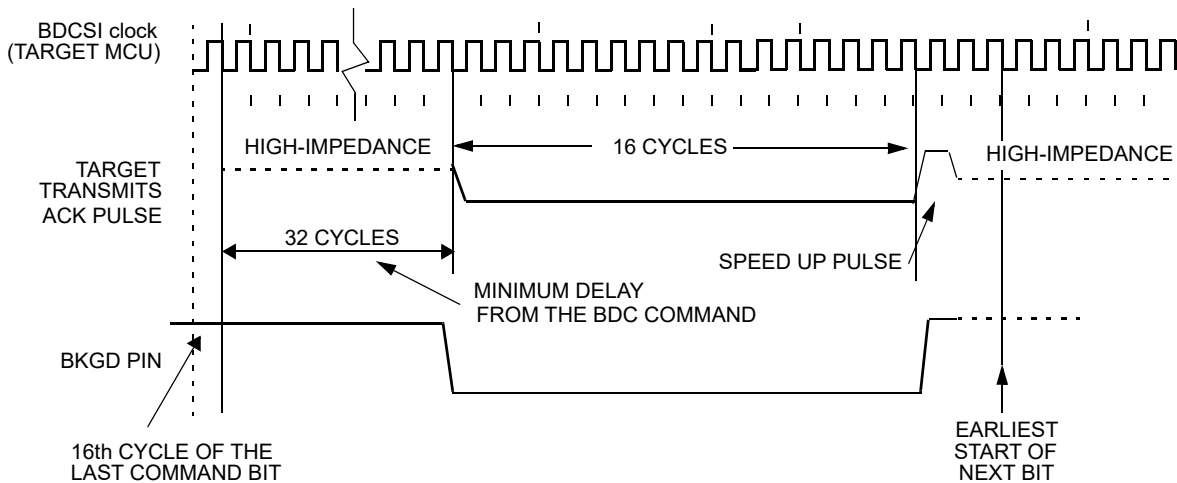 BDCSI clock
(TARGET MCU)
HIGH-IMPEDANCE
16 CYCLES
HIGH-IMPEDANCE
TARGET
TRANSMITS
ACK PULSE
32 CYCLES
SPEED UP PULSE
MINIMUM DELAY
FROM THE BDC COMMAND
BKGD PIN
16th CYCLE OF THE
LAST COMMAND BIT
EARLIEST
START OF
NEXT BIT